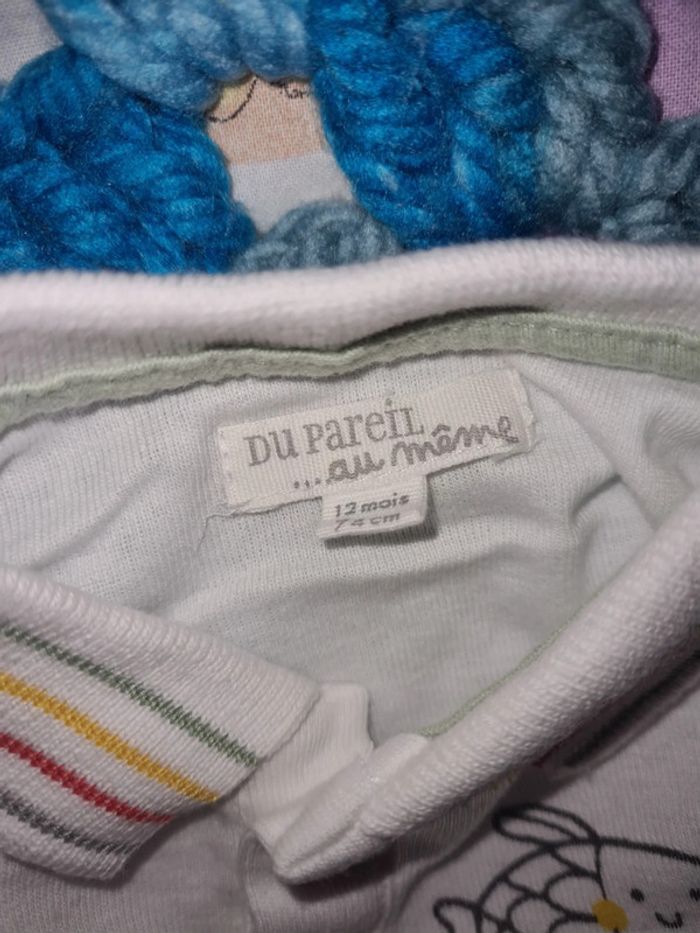 DU PAREIL
...au même
12 mois
74 cm